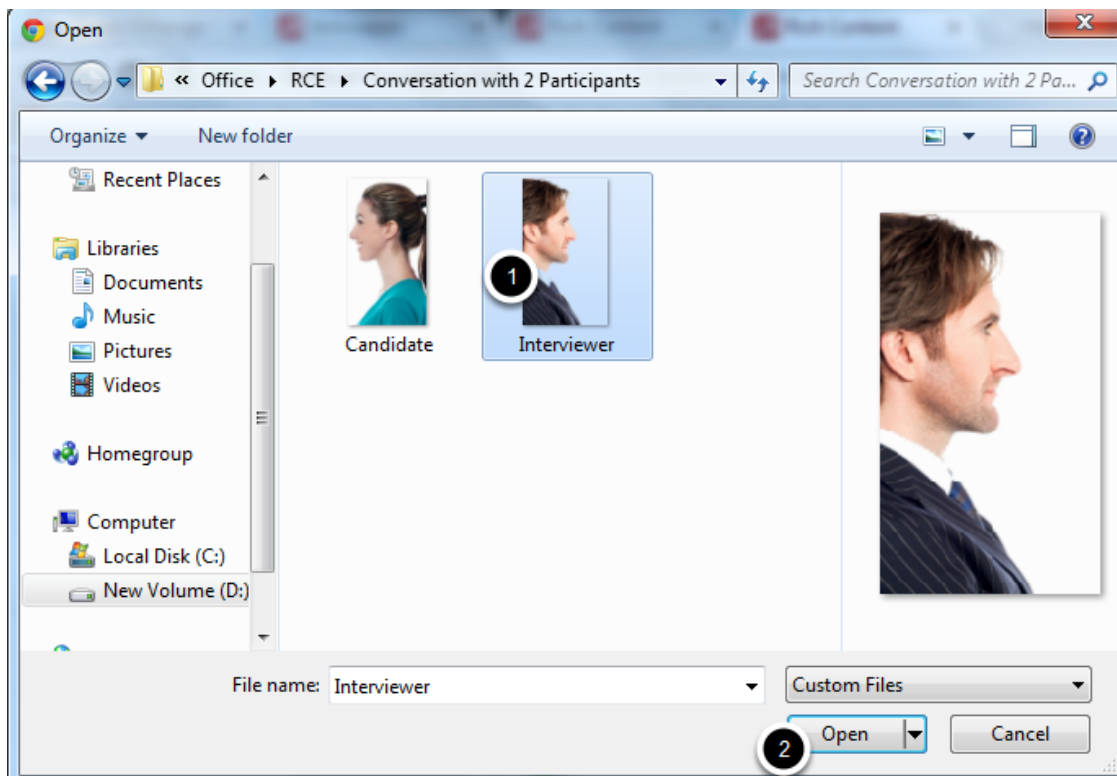 Open
« Office ▸ RCE ▸ Conversation with 2 Participants
Search Conversation with 2 Pa...
Organize
New folder
Recent Places
Libraries
Documents
Music
Pictures
Videos
Homegroup
Computer
Local Disk (C:)
New Volume (D:)
1
Candidate
Interviewer
File name: Interviewer
Custom Files
2
Open
Cancel